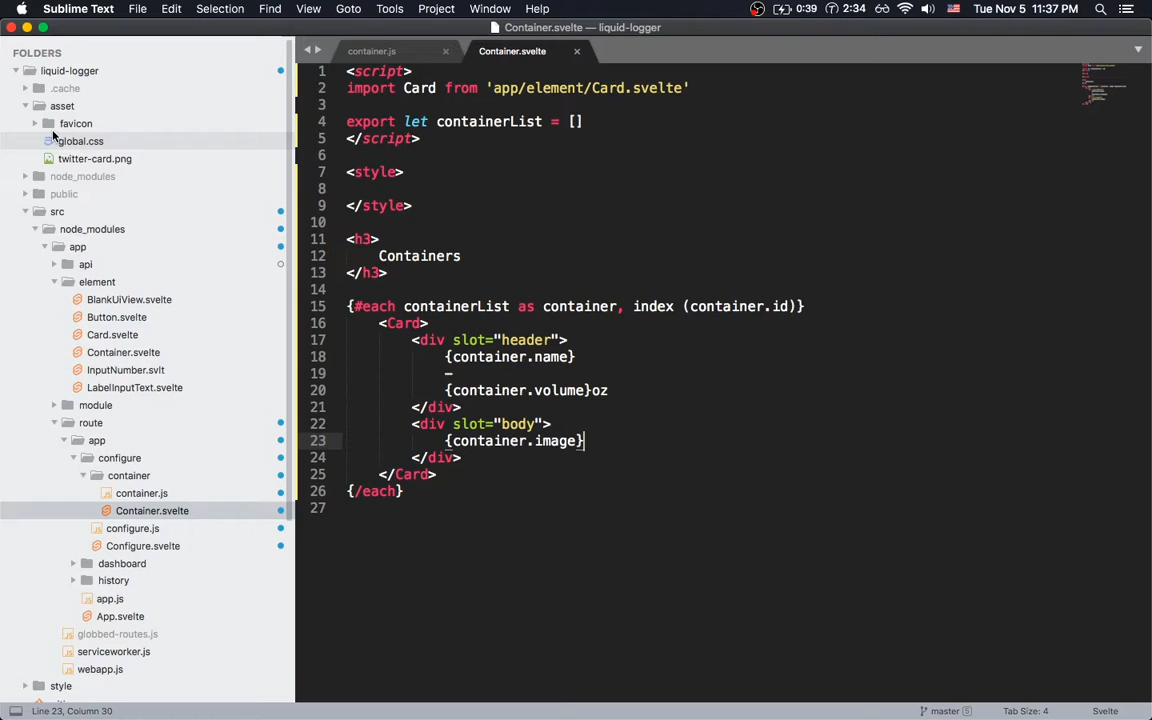 Sublime Text File Edit Selection Find View Goto Tools Project Window Help 0:39 2:34 Tue Nov 5 11:37 PM
Container.svelte — liquid-logger
FOLDERS
liquid-logger
.cache
asset
favicon
global.css
twitter-card.png
node_modules
public
src
node_modules
app
api
element
BlankUiView.svelte
Button.svelte
Card.svelte
Container.svelte
InputNumber.svlt
LabelInputText.svelte
module
route
app
configure
container
container.js
Container.svelte
configure.js
Configure.svelte
dashboard
history
app.js
App.svelte
globbed-routes.js
serviceworker.js
webapp.js
style
container.js × Container.svelte ×
1 <script>
2 import Card from 'app/element/Card.svelte'
3
4 export let containerList = []
5 </script>
6
7 <style>
8
9 </style>
10
11 <h3>
12 Containers
13 </h3>
14
15 {#each containerList as container, index (container.id)}
16 <Card>
17 <div slot="header">
18 {container.name}
19 –
20 {container.volume}oz
21 </div>
22 <div slot="body">
23 {container.image}
24 </div>
25 </Card>
26 {/each}
27
Line 23, Column 30 master 5 Tab Size: 4 Svelte